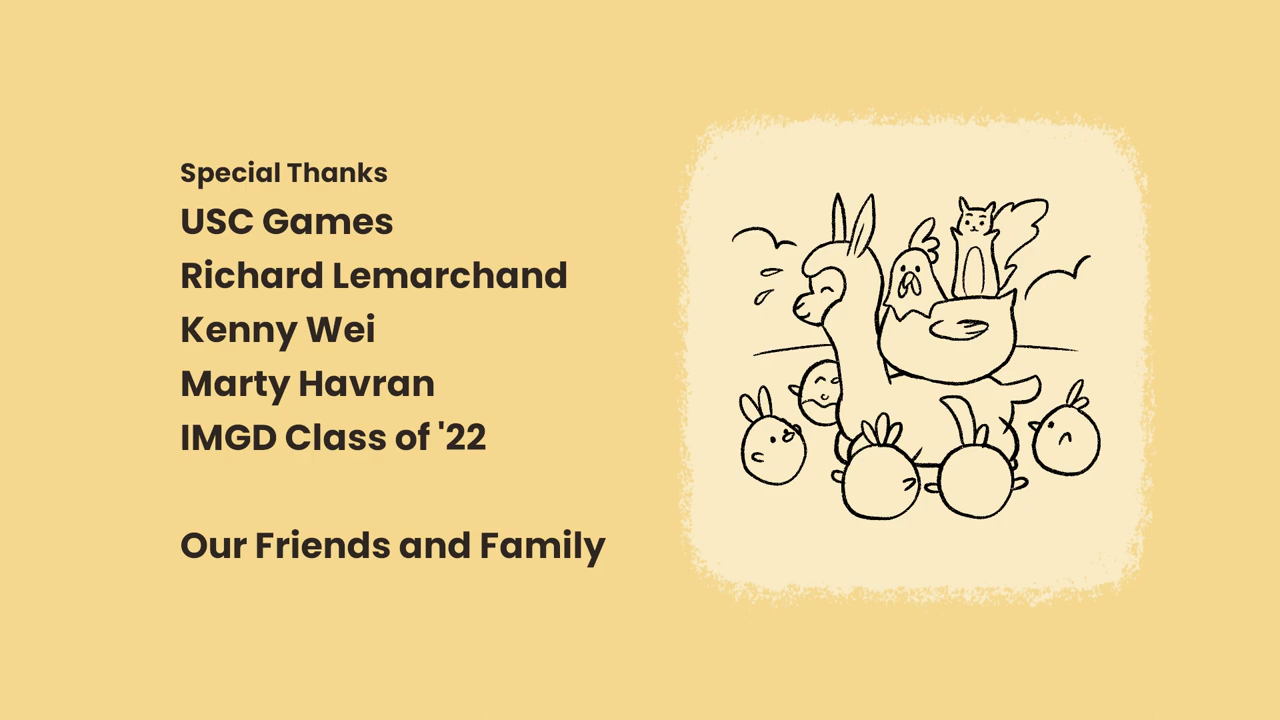 Special Thanks
USC Games
Richard Lemarchand
Kenny Wei
Marty Havran
IMGD Class of '22
Our Friends and Family